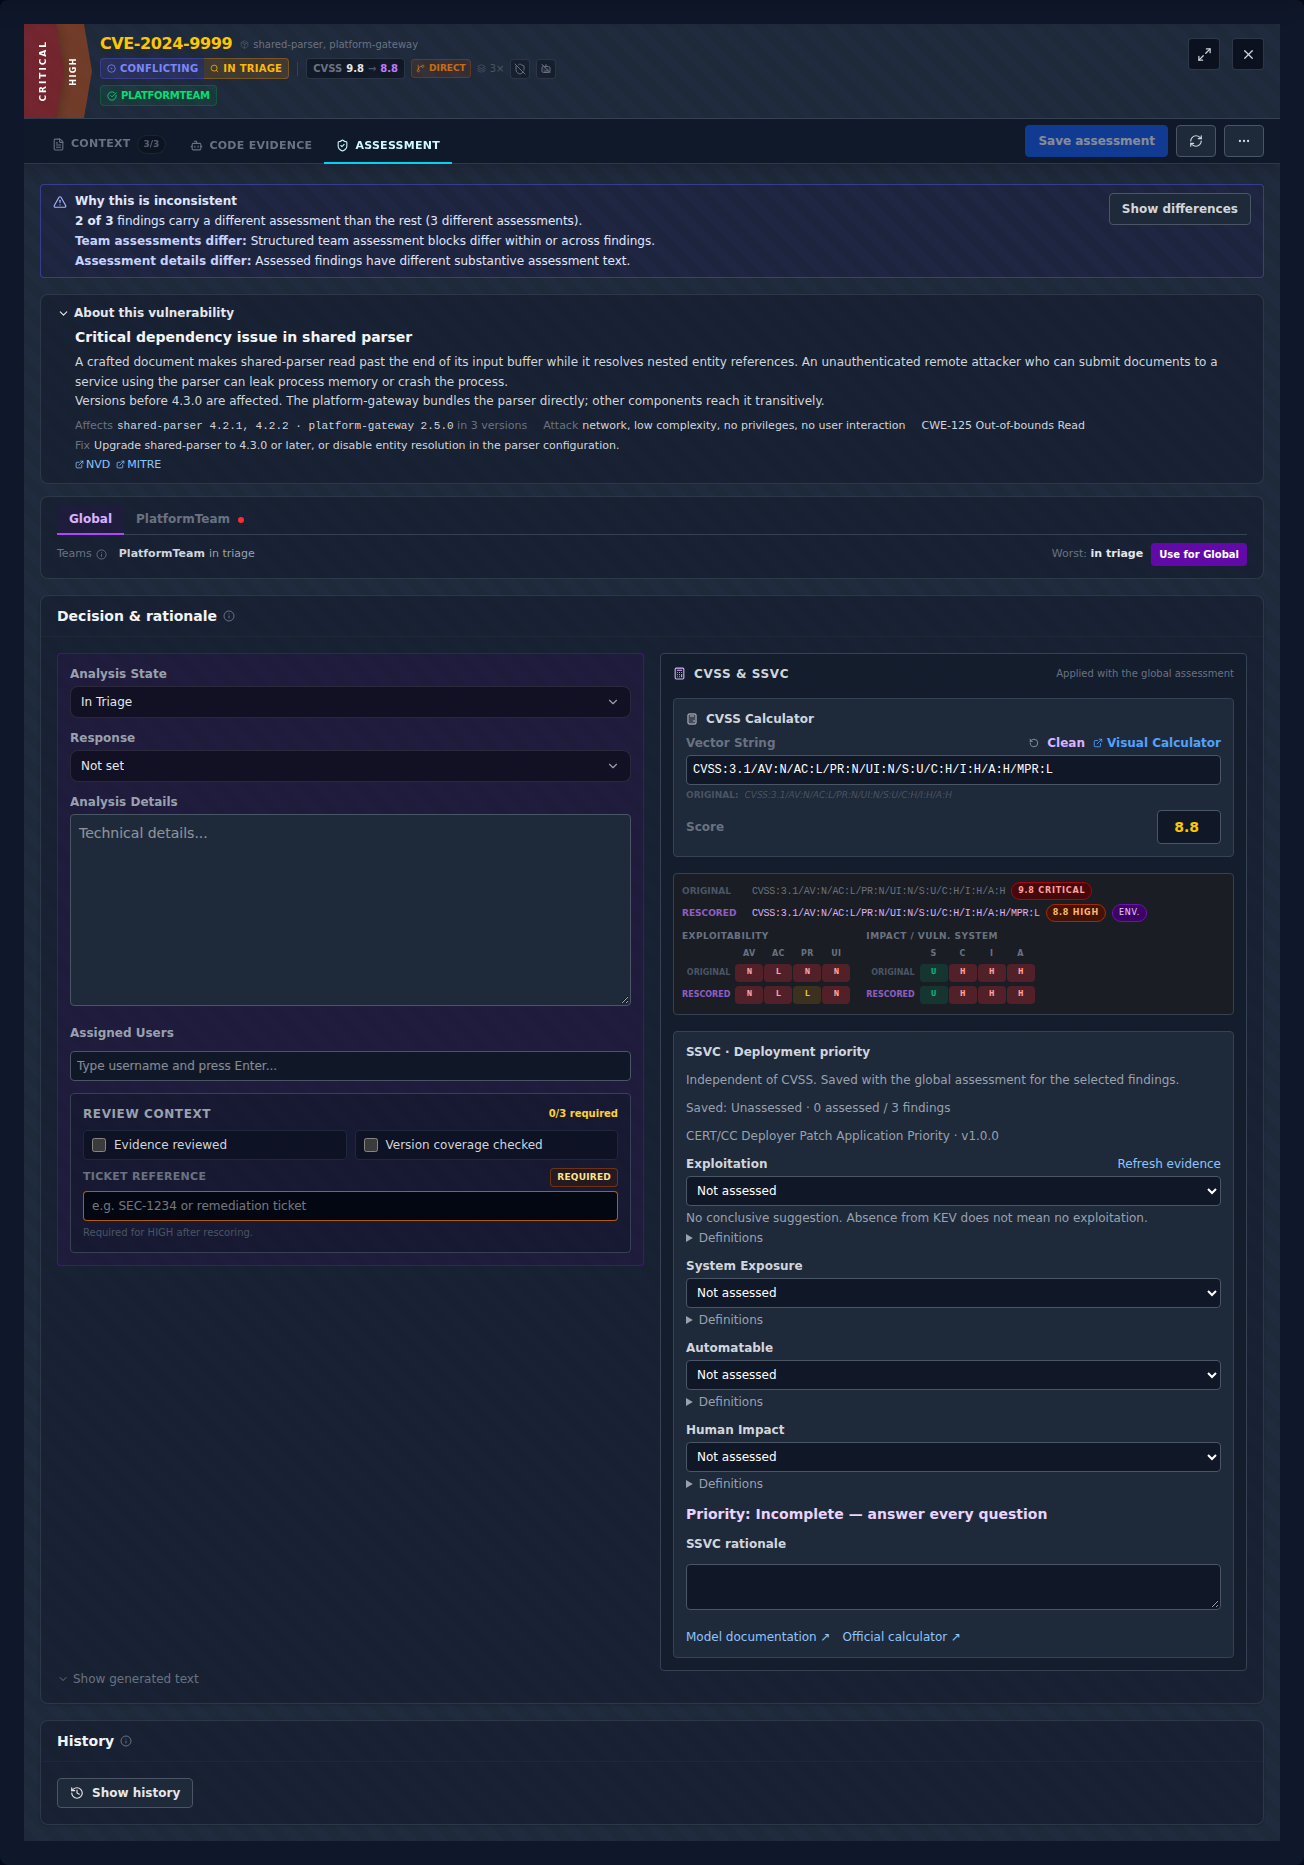 CRITICAL
HIGH
CVE-2024-9999 shared-parser, platform-gateway
CONFLICTING IN TRIAGE CVSS 9.8 → 8.8 DIRECT 3×
PLATFORMTEAM
CONTEXT 3/3 CODE EVIDENCE ASSESSMENT Save assessment ...
Why this is inconsistent
2 of 3 findings carry a different assessment than the rest (3 different assessments).
Team assessments differ: Structured team assessment blocks differ within or across findings.
Assessment details differ: Assessed findings have different substantive assessment text.
Show differences
About this vulnerability
Critical dependency issue in shared parser
A crafted document makes shared-parser read past the end of its input buffer while it resolves nested entity references. An unauthenticated remote attacker who can submit documents to a
service using the parser can leak process memory or crash the process.
Versions before 4.3.0 are affected. The platform-gateway bundles the parser directly; other components reach it transitively.
Affects shared-parser 4.2.1, 4.2.2 · platform-gateway 2.5.0 in 3 versions Attack network, low complexity, no privileges, no user interaction CWE-125 Out-of-bounds Read
Fix Upgrade shared-parser to 4.3.0 or later, or disable entity resolution in the parser configuration.
NVD MITRE
Global PlatformTeam
Teams PlatformTeam in triage Worst: in triage Use for Global
Decision & rationale
Analysis State
In Triage
Response
Not set
Analysis Details
Technical details...
Assigned Users
Type username and press Enter...
REVIEW CONTEXT 0/3 required
Evidence reviewed Version coverage checked
TICKET REFERENCE REQUIRED
e.g. SEC-1234 or remediation ticket
Required for HIGH after rescoring.
CVSS & SSVC Applied with the global assessment
CVSS Calculator
Vector String Clean Visual Calculator
CVSS:3.1/AV:N/AC:L/PR:N/UI:N/S:U/C:H/I:H/A:H/MPR:L
ORIGINAL: CVSS:3.1/AV:N/AC:L/PR:N/UI:N/S:U/C:H/I:H/A:H
Score 8.8
ORIGINAL CVSS:3.1/AV:N/AC:L/PR:N/UI:N/S:U/C:H/I:H/A:H 9.8 CRITICAL
RESCORED CVSS:3.1/AV:N/AC:L/PR:N/UI:N/S:U/C:H/I:H/A:H/MPR:L 8.8 HIGH ENV.
EXPLOITABILITY IMPACT / VULN. SYSTEM
AV AC PR UI S C I A
ORIGINAL N L N N ORIGINAL U H H H
RESCORED N L L N RESCORED U H H H
SSVC · Deployment priority
Independent of CVSS. Saved with the global assessment for the selected findings.
Saved: Unassessed · 0 assessed / 3 findings
CERT/CC Deployer Patch Application Priority · v1.0.0
Exploitation Refresh evidence
Not assessed
No conclusive suggestion. Absence from KEV does not mean no exploitation.
Definitions
System Exposure
Not assessed
Definitions
Automatable
Not assessed
Definitions
Human Impact
Not assessed
Definitions
Priority: Incomplete — answer every question
SSVC rationale
Model documentation ↗ Official calculator ↗
Show generated text
History
Show history